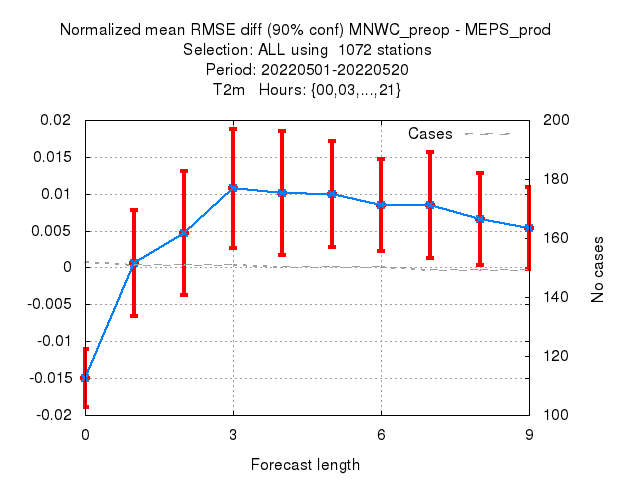 Normalized mean RMSE diff (90% conf) MNWC_preop - MEPS_prod
Selection: ALL using  1072 stations
Period: 20220501-20220520
T2m   Hours: {00,03,...,21}
0.02
0.015
0.01
0.005
0
-0.005
-0.01
-0.015
-0.02
Cases
200
180
160
140
120
100
No cases
0 3 6 9
Forecast length